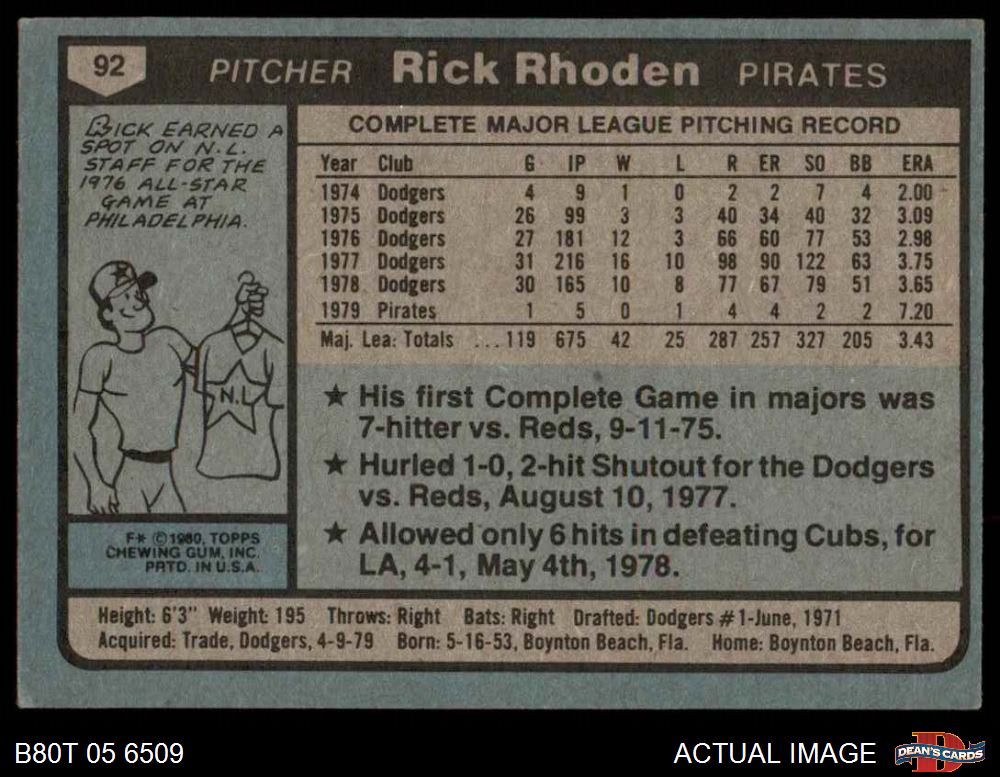 92 PITCHER Rick Rhoden PIRATES
RICK EARNED A
SPOT ON N.L.
STAFF FOR THE
1976 ALL-STAR
GAME AT
PHILADELPHIA.
N.L.
F* © 1980, TOPPS
CHEWING GUM, INC.
PRTD. IN U.S.A.
COMPLETE MAJOR LEAGUE PITCHING RECORD
Year Club G IP W L R ER SO BB ERA
1974 Dodgers 4 9 1 0 2 2 7 4 2.00
1975 Dodgers 26 99 3 3 40 34 40 32 3.09
1976 Dodgers 27 181 12 3 66 60 77 53 2.98
1977 Dodgers 31 216 16 10 98 90 122 63 3.75
1978 Dodgers 30 165 10 8 77 67 79 51 3.65
1979 Pirates 1 5 0 1 4 4 2 2 7.20
Maj. Lea. Totals ...119 675 42 25 287 257 327 205 3.43
★ His first Complete Game in majors was
7-hitter vs. Reds, 9-11-75.
★ Hurled 1-0, 2-hit Shutout for the Dodgers
vs. Reds, August 10, 1977.
★ Allowed only 6 hits in defeating Cubs, for
LA, 4-1, May 4th, 1978.
Height: 6'3" Weight: 195 Throws: Right Bats: Right Drafted: Dodgers #1-June, 1971
Acquired: Trade, Dodgers, 4-9-79 Born: 5-16-53, Boynton Beach, Fla. Home: Boynton Beach, Fla.
B80T 05 6509 ACTUAL IMAGE DEAN'S CARDS